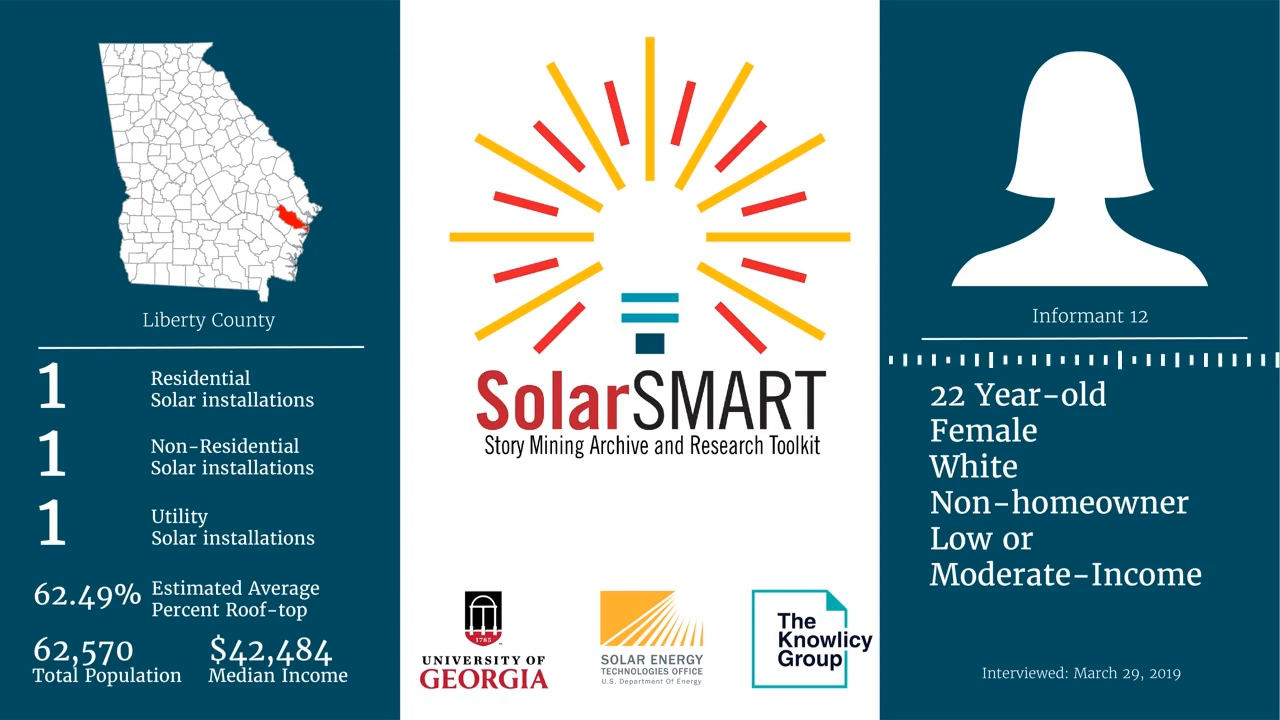 Liberty County
1
Residential
Solar installations
1
Non-Residential
Solar installations
1
Utility
Solar installations
62.49%
Estimated Average
Percent Roof-top
62,570
Total Population
$42,484
Median Income
SolarSMART
Story Mining Archive and Research Toolkit
1785
UNIVERSITY OF
GEORGIA
SOLAR ENERGY
TECHNOLOGIES OFFICE
U.S. Department Of Energy
The
Knowlicy
Group
Informant 12
22 Year-old
Female
White
Non-homeowner
Low or
Moderate-Income
Interviewed: March 29, 2019